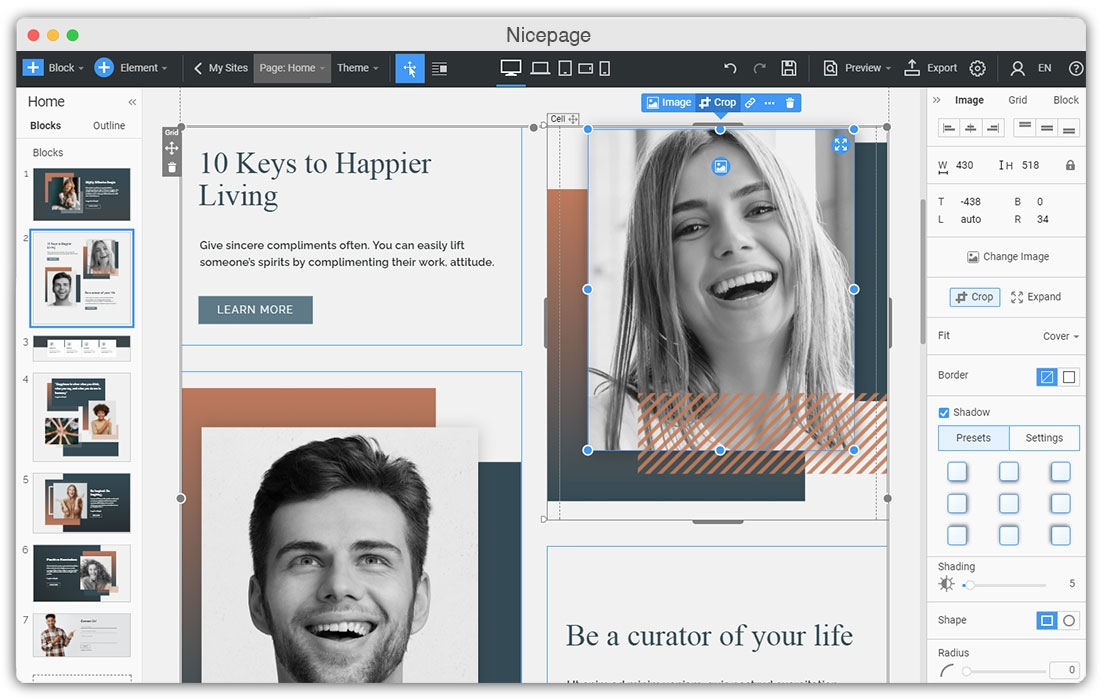 Nicepage
Block
Element
My Sites
Page: Home
Theme
Preview
Export
EN
Home
Blocks
Outline
Blocks
1
2
3
4
5
6
7
Grid
10 Keys to Happier
Living
Give sincere compliments often. You can easily lift
someone's spirits by complimenting their work, attitude.
LEARN MORE
Image
Crop
Cell
Be a curator of your life
Image
Grid
Block
W 430
H 518
T -438
B 0
L auto
R 34
Change Image
Crop
Expand
Fit
Cover
Border
Shadow
Presets
Settings
Shading
5
Shape
Radius
0